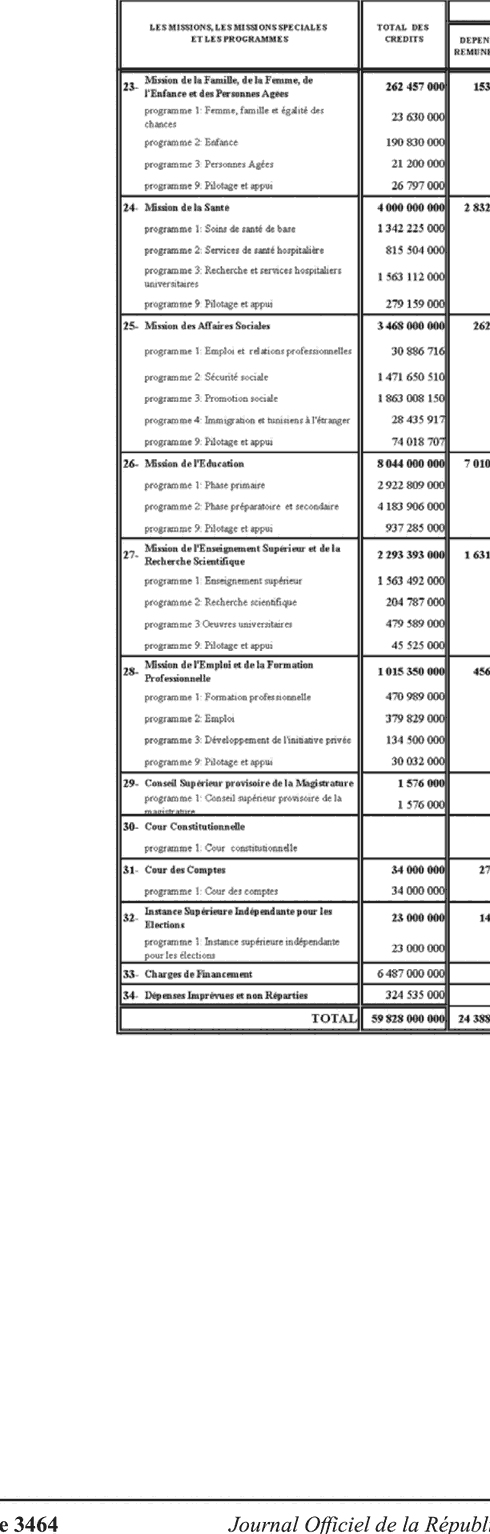 LES MISSIONS, LES MISSIONS SPECIALES
ET LES PROGRAMMES
TOTAL DES
CREDITS
DEPEN
REMUNE
23- Mission de la Famille, de la Femme, de
l'Enfance et des Personnes Agées 262 457 000 153
programme 1: Femme, famille et égalité des
chances 23 630 000
programme 2: Enfance 190 830 000
programme 3: Personnes Agées 21 200 000
programme 9: Pilotage et appui 26 797 000
24- Mission de la Sante 4 000 000 000 2 832
programme 1: Soins de santé de base 1 342 225 000
programme 2: Services de santé hospitalière 815 504 000
programme 3: Recherche et services hospitaliers
universitaires 1 563 112 000
programme 9: Pilotage et appui 279 159 000
25- Mission des Affaires Sociales 3 468 000 000 262
programme 1: Emploi et relations professionnelles 30 886 716
programme 2: Sécurité sociale 1 471 650 510
programme 3: Promotion sociale 1 863 008 150
programme 4: Immigration et tunisiens à l'étranger 28 435 917
programme 9: Pilotage et appui 74 018 707
26- Mission de l'Education 8 044 000 000 7 010
programme 1: Phase primaire 2 922 809 000
programme 2: Phase préparatoire et secondaire 4 183 906 000
programme 9: Pilotage et appui 937 285 000
27- Mission de l'Enseignement Supérieur et de la
Recherche Scientifique 2 293 393 000 1 631
programme 1: Enseignement supérieur 1 563 492 000
programme 2: Recherche scientifique 204 787 000
programme 3 Oeuvres universitaires 479 589 000
programme 9: Pilotage et appui 45 525 000
28- Mission de l'Emploi et de la Formation
Professionnelle 1 015 350 000 456
programme 1: Formation professionnelle 470 989 000
programme 2: Emploi 379 829 000
programme 3: Développement de l'initiative privée 134 500 000
programme 9: Pilotage et appui 30 032 000
29- Conseil Supérieur provisoire de la Magistrature 1 576 000
programme 1: Conseil supérieur provisoire de la
magistrature 1 576 000
30- Cour Constitutionnelle
programme 1: Cour constitutionnelle
31- Cour des Comptes 34 000 000 27
programme 1: Cour des comptes 34 000 000
32- Instance Supérieure Indépendante pour les
Elections 23 000 000 14
programme 1: Instance supérieure indépendante
pour les élections 23 000 000
33- Charges de Financement 6 487 000 000
34- Dépenses Imprévues et non Réparties 324 535 000
TOTAL 59 828 000 000 24 388
e 3464 Journal Officiel de la Républi